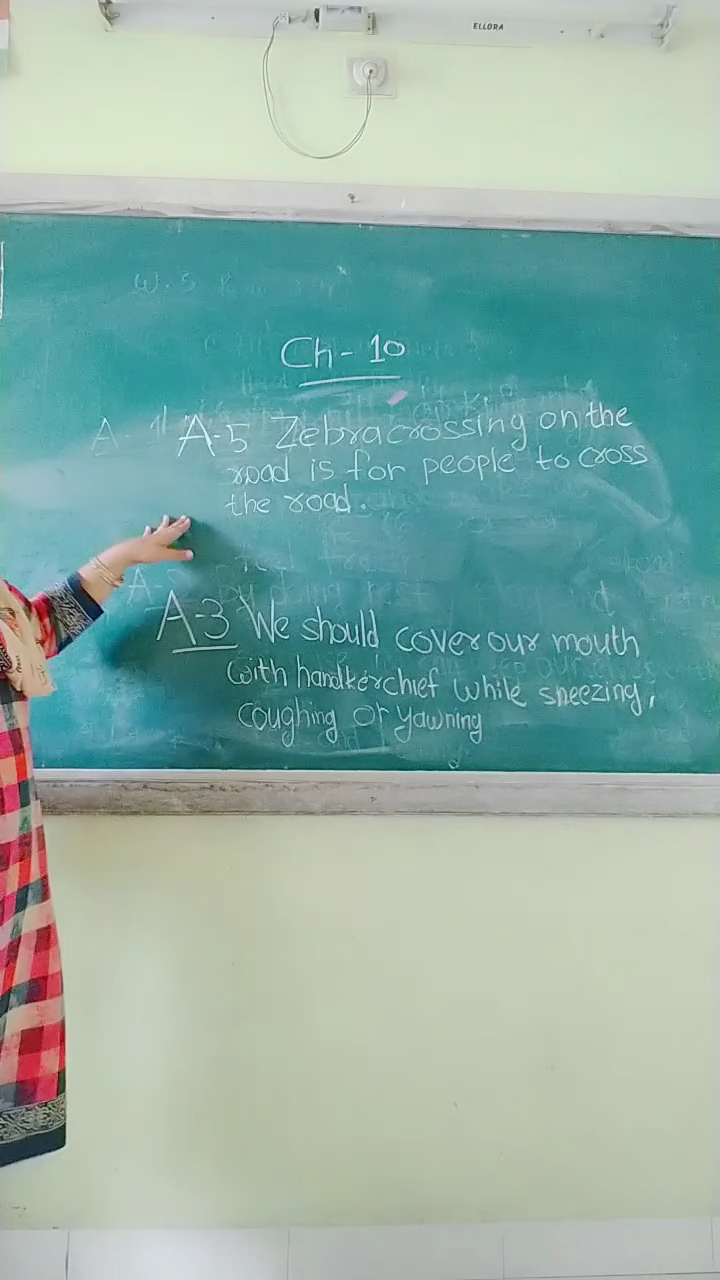 ELLORA
W.S
Ch - 10
A-1
A-5 Zebra crossing on the
road is for people to cross
the road.
A-3 We should cover our mouth
with handkerchief while sneezing,
coughing or yawning